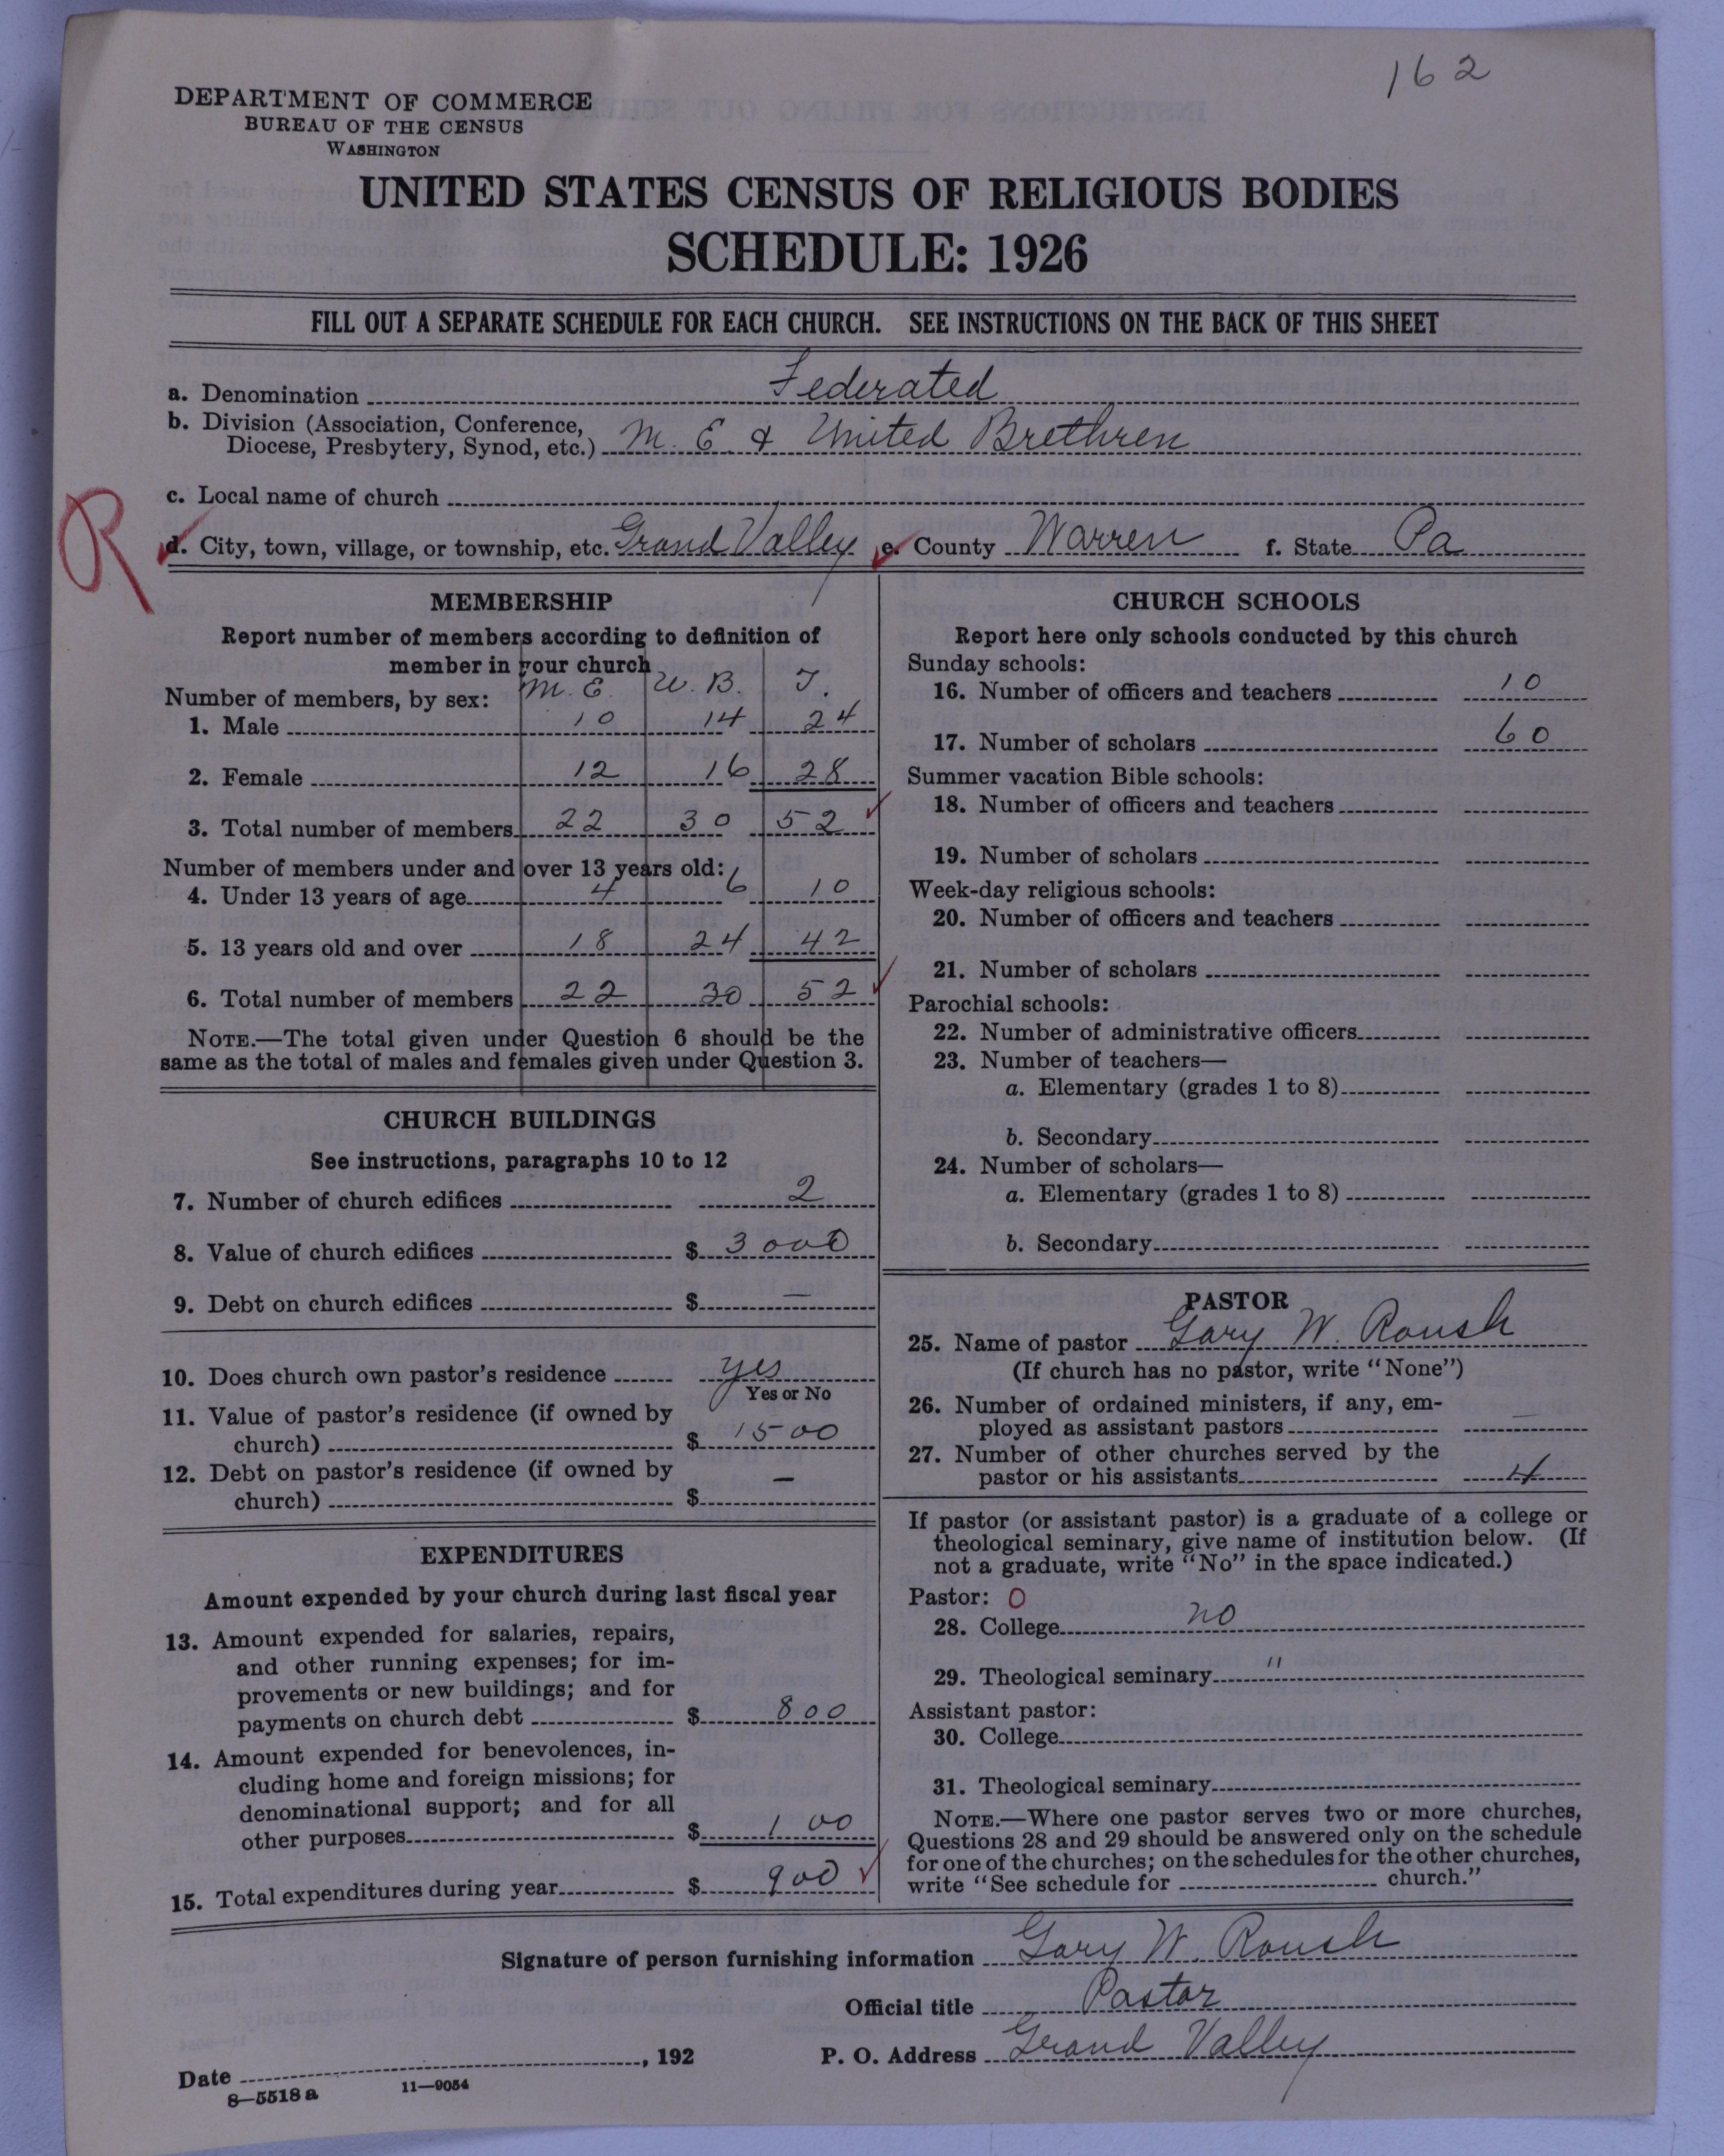 162
DEPARTMENT OF COMMERCE
BUREAU OF THE CENSUS
WASHINGTON
UNITED STATES CENSUS OF RELIGIOUS BODIES
SCHEDULE: 1926
FILL OUT A SEPARATE SCHEDULE FOR EACH CHURCH. SEE INSTRUCTIONS ON THE BACK OF THIS SHEET
a. Denomination Federated
b. Division (Association, Conference,
Diocese, Presbytery, Synod, etc.) M. E. & United Brethren
c. Local name of church
R
d. City, town, village, or township, etc. Grand Valley e. County Warren f. State Pa
MEMBERSHIP
Report number of members according to definition of
member in your church
Number of members, by sex: M. E. U. B. T.
1. Male 10 14 24
2. Female 12 16 28
3. Total number of members 22 30 52 ✓
Number of members under and over 13 years old:
4. Under 13 years of age 4 6 10
5. 13 years old and over 18 24 42
6. Total number of members 22 30 52 ✓
NOTE.—The total given under Question 6 should be the
same as the total of males and females given under Question 3.
CHURCH BUILDINGS
See instructions, paragraphs 10 to 12
7. Number of church edifices 2
8. Value of church edifices $ 3000
9. Debt on church edifices $ —
10. Does church own pastor's residence yes
Yes or No
11. Value of pastor's residence (if owned by
church) $ 1500
12. Debt on pastor's residence (if owned by
church) $ —
EXPENDITURES
Amount expended by your church during last fiscal year
13. Amount expended for salaries, repairs,
and other running expenses; for im-
provements or new buildings; and for
payments on church debt $ 800
14. Amount expended for benevolences, in-
cluding home and foreign missions; for
denominational support; and for all
other purposes $ 100
15. Total expenditures during year $ 900 ✓
CHURCH SCHOOLS
Report here only schools conducted by this church
Sunday schools:
16. Number of officers and teachers 10
17. Number of scholars 60
Summer vacation Bible schools:
18. Number of officers and teachers
19. Number of scholars
Week-day religious schools:
20. Number of officers and teachers
21. Number of scholars
Parochial schools:
22. Number of administrative officers
23. Number of teachers—
a. Elementary (grades 1 to 8)
b. Secondary
24. Number of scholars—
a. Elementary (grades 1 to 8)
b. Secondary
PASTOR
25. Name of pastor Gary W. Roush
(If church has no pastor, write "None")
26. Number of ordained ministers, if any, em-
ployed as assistant pastors —
27. Number of other churches served by the
pastor or his assistants 4
If pastor (or assistant pastor) is a graduate of a college or
theological seminary, give name of institution below. (If
not a graduate, write "No" in the space indicated.)
Pastor: O
28. College no
29. Theological seminary "
Assistant pastor:
30. College
31. Theological seminary
NOTE.—Where one pastor serves two or more churches,
Questions 28 and 29 should be answered only on the schedule
for one of the churches; on the schedules for the other churches,
write "See schedule for church."
Signature of person furnishing information Gary W. Roush
Official title Pastor
Date , 192 P. O. Address Grand Valley
8—5518 a 11—9054